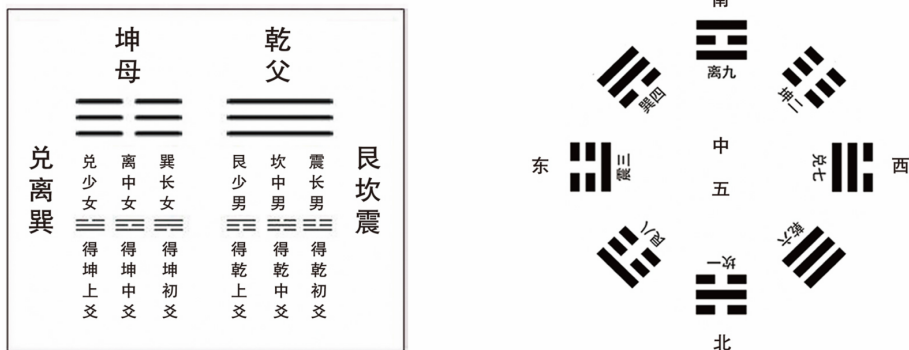 坤母
乾父
兑离巽
兑少女
离中女
巽长女
艮少男
坎中男
震长男
艮坎震
得坤上爻
得坤中爻
得坤初爻
得乾上爻
得乾中爻
得乾初爻
南
离九
巽四
坤二
东
震三
中
五
兑七
西
艮八
坎一
乾六
北